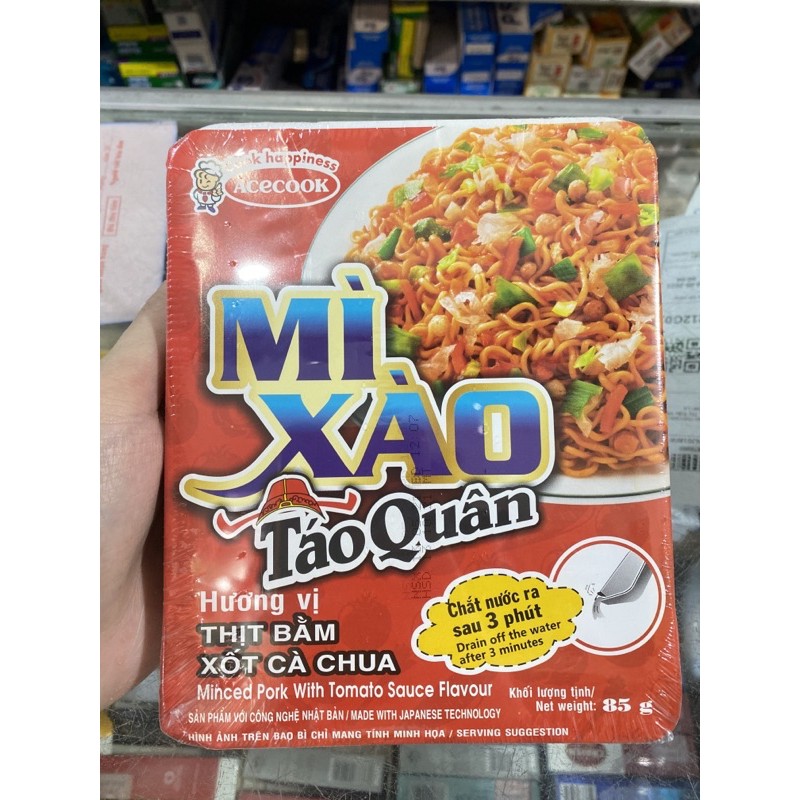 Cook happiness
ACECOOK
MÌ
XÀO
Táo Quân
Hương vị
THỊT BẰM
XỐT CÀ CHUA
Minced Pork With Tomato Sauce Flavour
Chắt nước ra
sau 3 phút
Drain off the water
after 3 minutes
Khối lượng tịnh/
Net weight: 85 g
SẢN PHẨM VỚI CÔNG NGHỆ NHẬT BẢN / MADE WITH JAPANESE TECHNOLOGY
HÌNH ẢNH TRÊN BAO BÌ CHỈ MANG TÍNH MINH HỌA / SERVING SUGGESTION